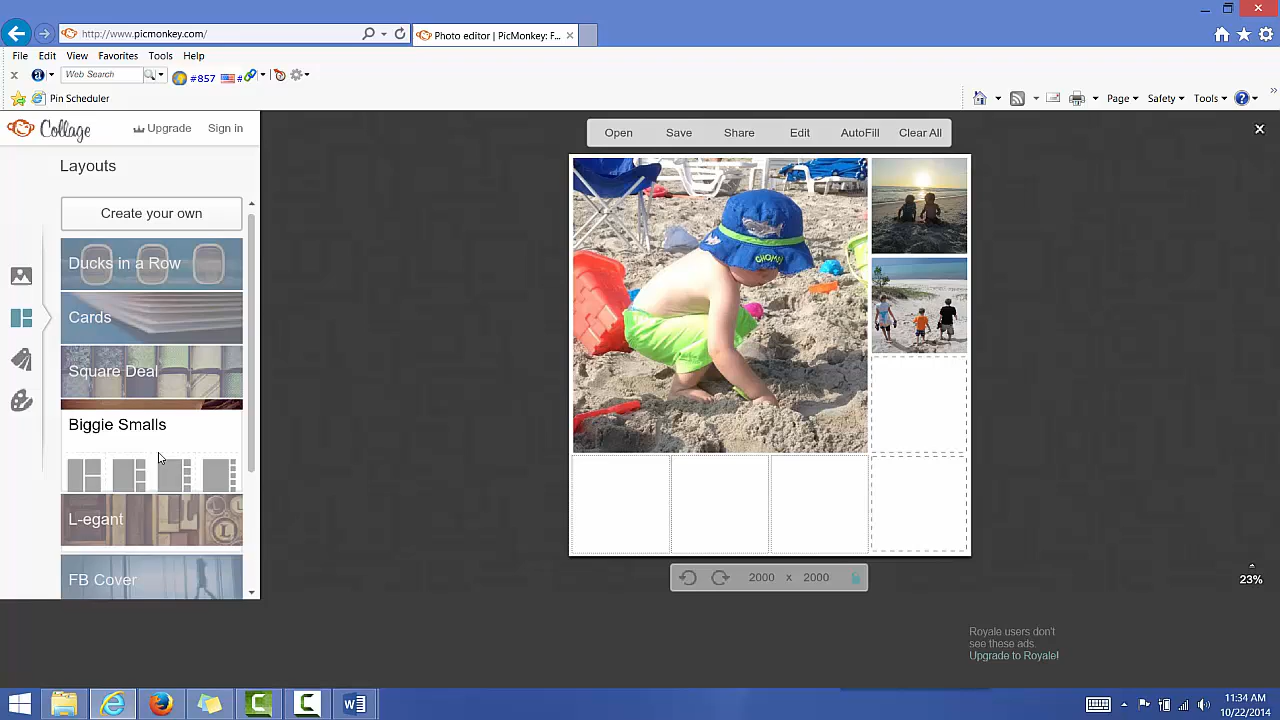 http://www.picmonkey.com/
Photo editor | PicMonkey: F...
File Edit View Favorites Tools Help
x Web Search #857 #
Pin Scheduler
Page Safety Tools
Collage Upgrade Sign in
Open Save Share Edit AutoFill Clear All
Layouts
Create your own
Ducks in a Row
Cards
Square Deal
Biggie Smalls
L-egant
FB Cover
CHOMP!
2000 x 2000
23%
Royale users don't
see these ads.
Upgrade to Royale!
11:34 AM
10/22/2014